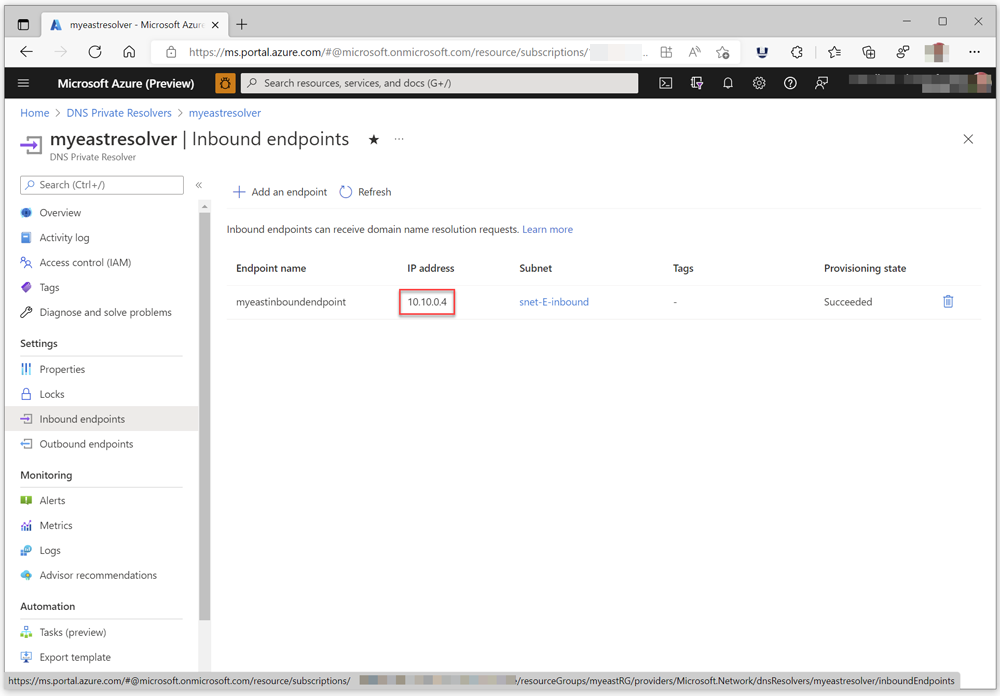 myeastresolver - Microsoft Azure
https://ms.portal.azure.com/#@microsoft.onmicrosoft.com/resource/subscriptions/
Microsoft Azure (Preview)
Search resources, services, and docs (G+/)
Home > DNS Private Resolvers > myeastresolver
myeastresolver | Inbound endpoints
DNS Private Resolver
Search (Ctrl+/)
Overview
Activity log
Access control (IAM)
Tags
Diagnose and solve problems
Settings
Properties
Locks
Inbound endpoints
Outbound endpoints
Monitoring
Alerts
Metrics
Logs
Advisor recommendations
Automation
Tasks (preview)
Export template
Add an endpoint Refresh
Inbound endpoints can receive domain name resolution requests. Learn more
Endpoint name IP address Subnet Tags Provisioning state
myeastinboundendpoint 10.10.0.4 snet-E-inbound - Succeeded
https://ms.portal.azure.com/#@microsoft.onmicrosoft.com/resource/subscriptions/ /resourceGroups/myeastRG/providers/Microsoft.Network/dnsResolvers/myeastresolver/inboundEndpoints